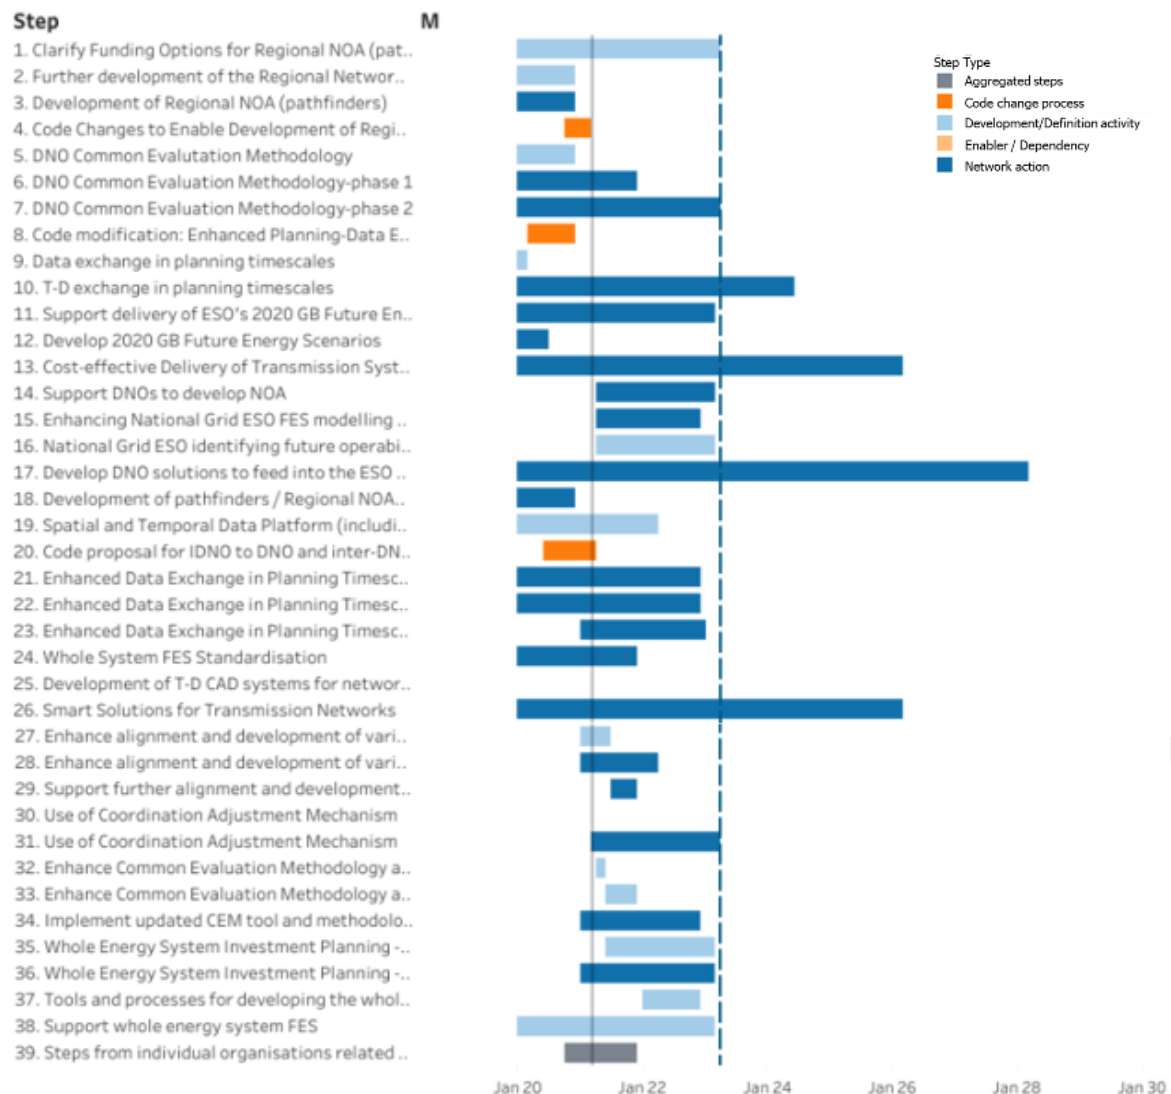 Step M
1. Clarify Funding Options for Regional NOA (pat..
2. Further development of the Regional Networ..
3. Development of Regional NOA (pathfinders)
4. Code Changes to Enable Development of Regi..
5. DNO Common Evalutation Methodology
6. DNO Common Evaluation Methodology-phase 1
7. DNO Common Evaluation Methodology-phase 2
8. Code modification: Enhanced Planning-Data E..
9. Data exchange in planning timescales
10. T-D exchange in planning timescales
11. Support delivery of ESO's 2020 GB Future En..
12. Develop 2020 GB Future Energy Scenarios
13. Cost-effective Delivery of Transmission Syst..
14. Support DNOs to develop NOA
15. Enhancing National Grid ESO FES modelling ..
16. National Grid ESO identifying future operabi..
17. Develop DNO solutions to feed into the ESO ..
18. Development of pathfinders / Regional NOA..
19. Spatial and Temporal Data Platform (includi..
20. Code proposal for IDNO to DNO and inter-DN..
21. Enhanced Data Exchange in Planning Timesc..
22. Enhanced Data Exchange in Planning Timesc..
23. Enhanced Data Exchange in Planning Timesc..
24. Whole System FES Standardisation
25. Development of T-D CAD systems for networ..
26. Smart Solutions for Transmission Networks
27. Enhance alignment and development of vari..
28. Enhance alignment and development of vari..
29. Support further alignment and development..
30. Use of Coordination Adjustment Mechanism
31. Use of Coordination Adjustment Mechanism
32. Enhance Common Evaluation Methodology a..
33. Enhance Common Evaluation Methodology a..
34. Implement updated CEM tool and methodolo..
35. Whole Energy System Investment Planning -..
36. Whole Energy System Investment Planning -..
37. Tools and processes for developing the whol..
38. Support whole energy system FES
39. Steps from individual organisations related ..
Step Type
Aggregated steps
Code change process
Development/Definition activity
Enabler / Dependency
Network action
Jan 20 Jan 22 Jan 24 Jan 26 Jan 28 Jan 30